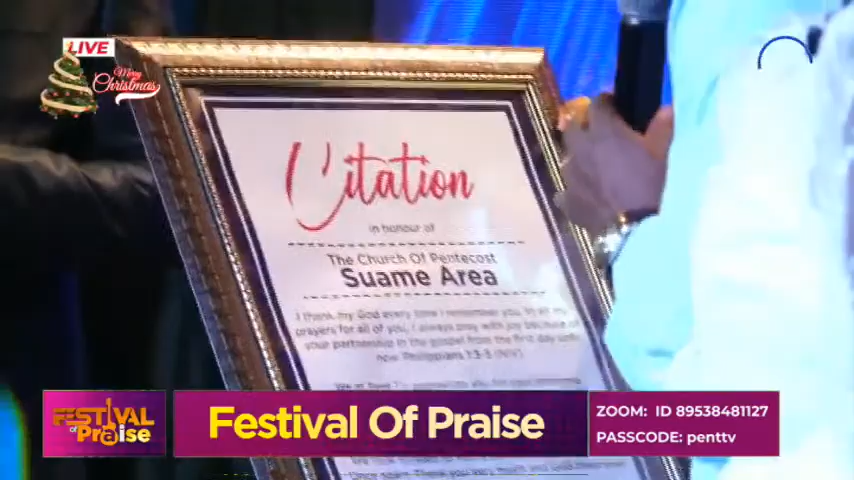 LIVE
Merry
Christmas
Citation
in honour of
The Church Of Pentecost
Suame Area
I thank my God every time I remember you. In all my
prayers for all of you, I always pray with joy because of
your partnership in the gospel from the first day until
now. Philippians 1:3-5 (NIV)
FESTIVAL
OF
Praise
Festival Of Praise
ZOOM: ID 89538481127
PASSCODE: penttv